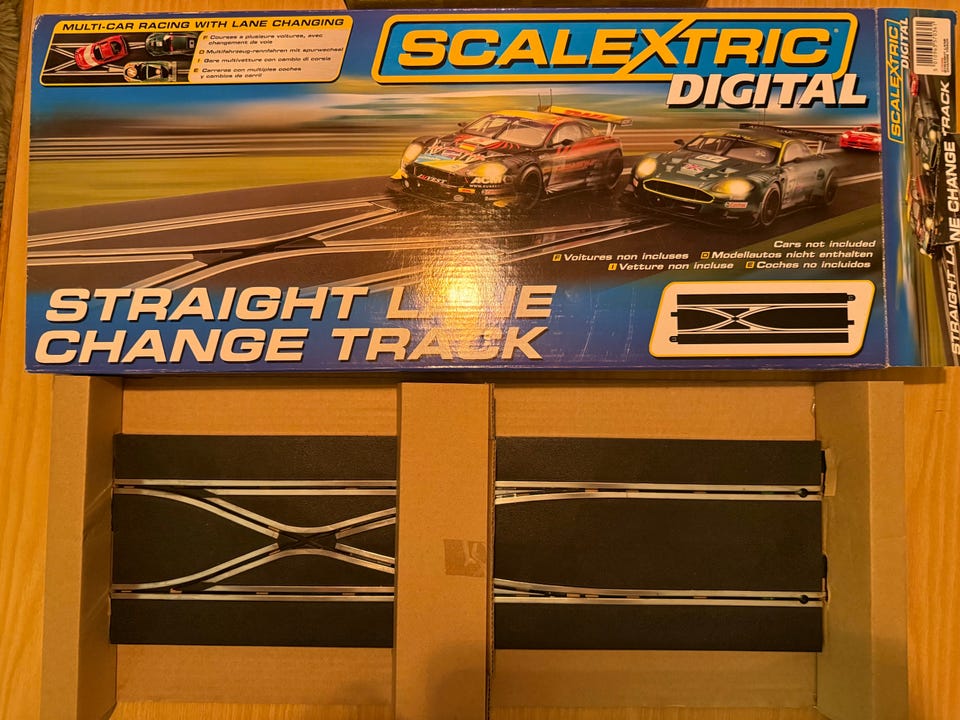 MULTI-CAR RACING WITH LANE CHANGING
F Courses à plusieurs voitures, avec
changement de voie
D Multifahrzeug-rennfahren mit spurwechsel
I Gare multivetture con cambio di corsia
E Carreras con multiples coches
y cambios de carril
SCALEXTRIC
DIGITAL
Cars not included
F Voitures non incluses D Modellautos nicht enthalten
I Vetture non incluse E Coches no incluidos
STRAIGHT LANE
CHANGE TRACK
SCALEXTRIC
DIGITAL
STRAIGHT LANE CHANGE TRACK